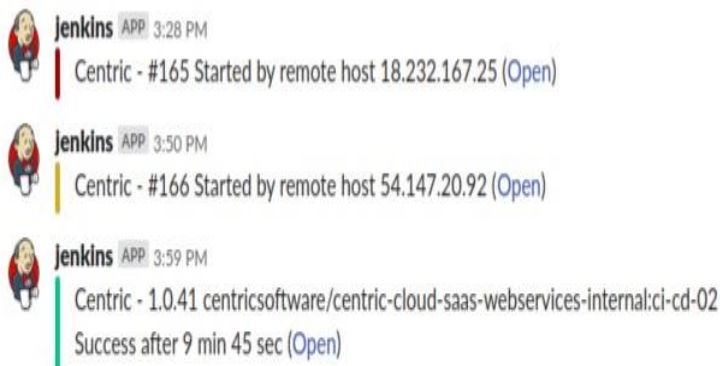 jenkins APP 3:28 PM
Centric - #165 Started by remote host 18.232.167.25 (Open)
jenkins APP 3:50 PM
Centric - #166 Started by remote host 54.147.20.92 (Open)
jenkins APP 3:59 PM
Centric - 1.0.41 centricsoftware/centric-cloud-saas-webservices-internal:ci-cd-02
Success after 9 min 45 sec (Open)